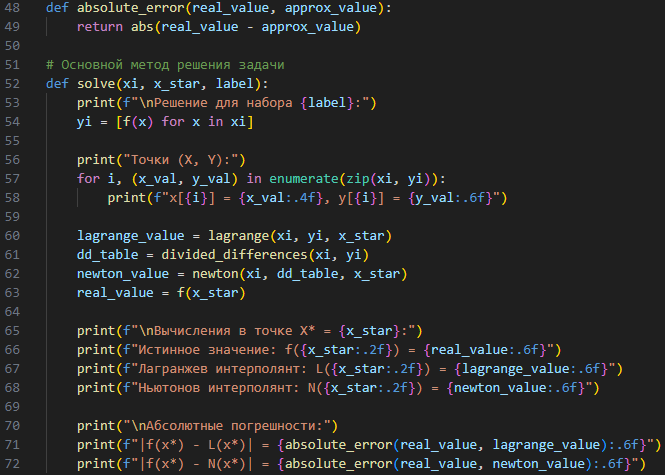 48 def absolute_error(real_value, approx_value):
49     return abs(real_value - approx_value)
50
51 # Основной метод решения задачи
52 def solve(xi, x_star, label):
53     print(f"\nРешение для набора {label}:")
54     yi = [f(x) for x in xi]
55
56     print("Точки (X, Y):")
57     for i, (x_val, y_val) in enumerate(zip(xi, yi)):
58         print(f"x[{i}] = {x_val:.4f}, y[{i}] = {y_val:.6f}")
59
60     lagrange_value = lagrange(xi, yi, x_star)
61     dd_table = divided_differences(xi, yi)
62     newton_value = newton(xi, dd_table, x_star)
63     real_value = f(x_star)
64
65     print(f"\nВычисления в точке X* = {x_star}:")
66     print(f"Истинное значение: f({x_star:.2f}) = {real_value:.6f}")
67     print(f"Лагранжев интерполянт: L({x_star:.2f}) = {lagrange_value:.6f}")
68     print(f"Ньютонов интерполянт: N({x_star:.2f}) = {newton_value:.6f}")
69
70     print("\nАбсолютные погрешности:")
71     print(f"|f(x*) - L(x*)| = {absolute_error(real_value, lagrange_value):.6f}")
72     print(f"|f(x*) - N(x*)| = {absolute_error(real_value, newton_value):.6f}")